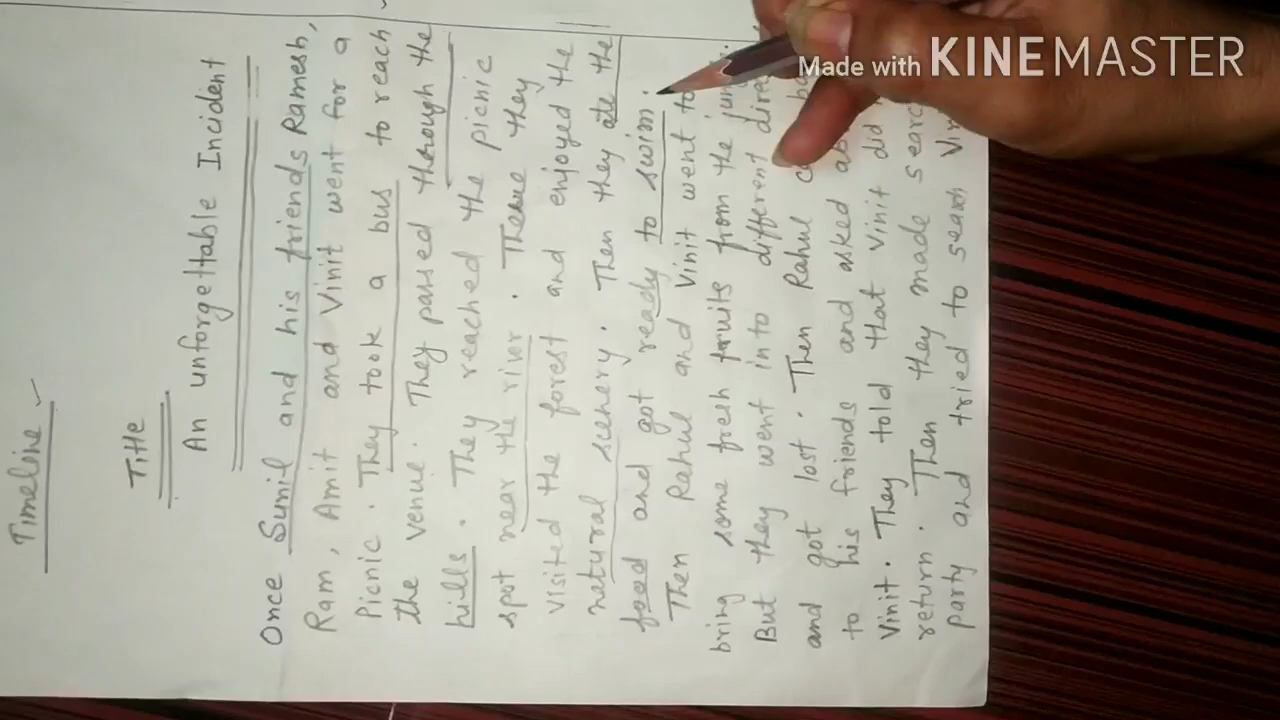 Timeline
Title
An unforgettable Incident
Once Sunil and his friends Ramesh,
Ram, Amit and Vinit went for a
Picnic. They took a bus to reach
the venue. They passed through the
hills. They reached the picnic
spot near the river. There they
visited the forest and enjoyed the
natural scenery. Then they ate the
food and got ready to swim.
Then Rahul and Vinit went to
bring some fresh fruits from the
But they went into different
and got lost. Then Rahul
to his friends and asked
Vinit. They told that Vinit did
return. Then they made
party and tried to search
Made with KINEMASTER